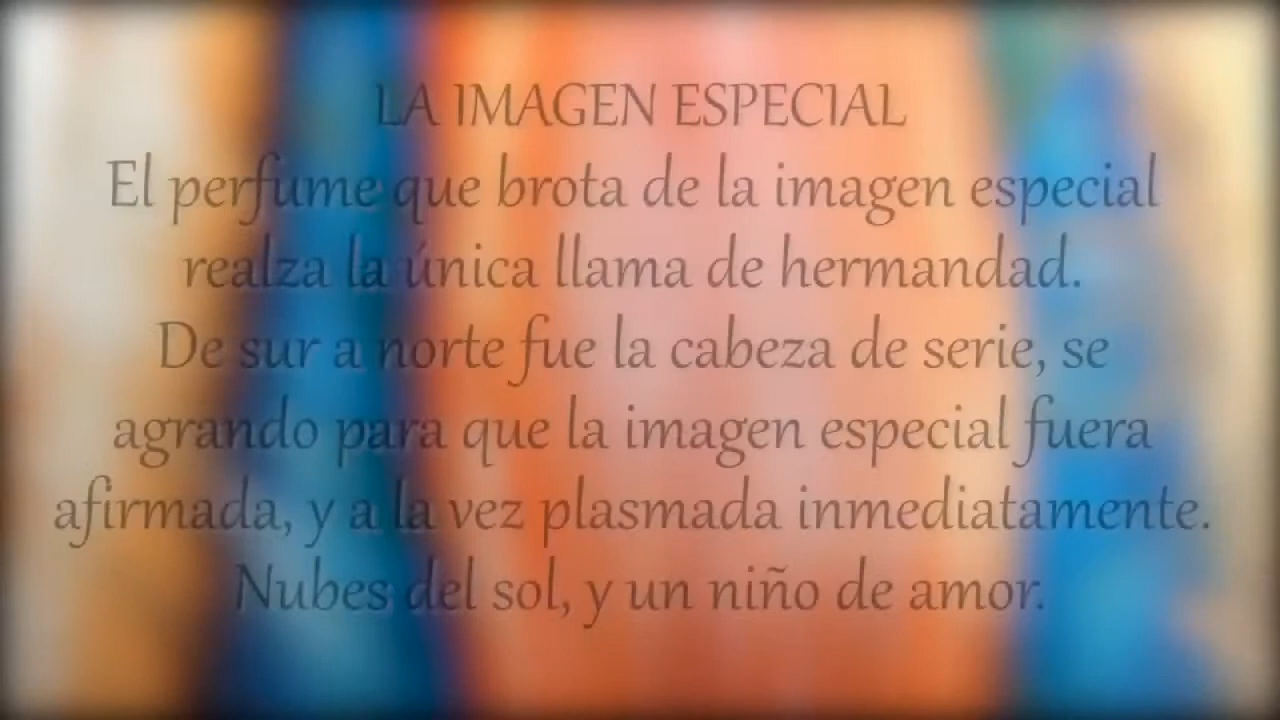 LA IMAGEN ESPECIAL
El perfume que brota de la imagen especial
realza la única llama de hermandad.
De sur a norte fue la cabeza de serie, se
agrando para que la imagen especial fuera
afirmada, y a la vez plasmada inmediatamente.
Nubes del sol, y un niño de amor.